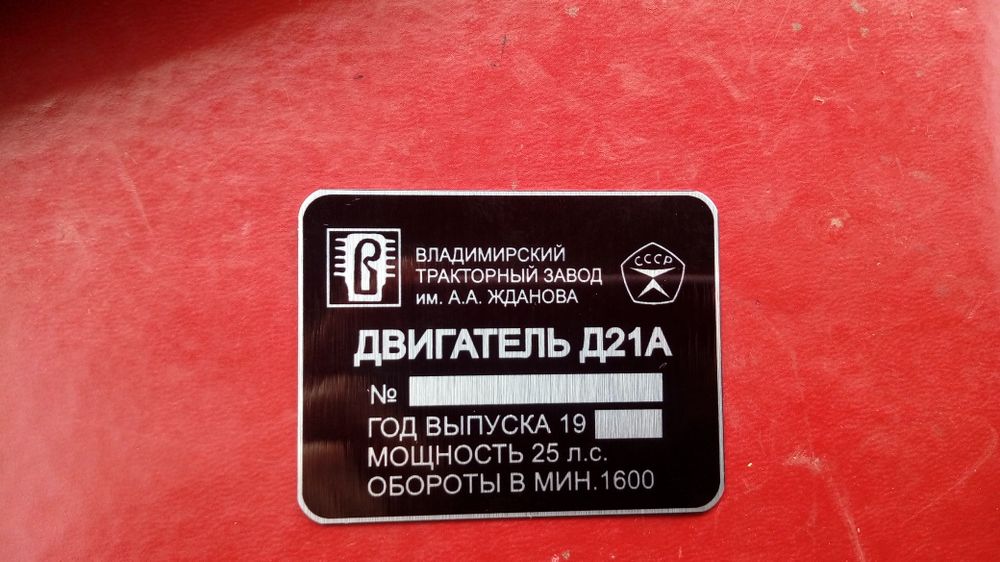 ВЛАДИМИРСКИЙ
ТРАКТОРНЫЙ ЗАВОД
им. А.А. ЖДАНОВА
СССР
ДВИГАТЕЛЬ Д21А
№
ГОД ВЫПУСКА 19
МОЩНОСТЬ 25 л.с.
ОБОРОТЫ В МИН.1600